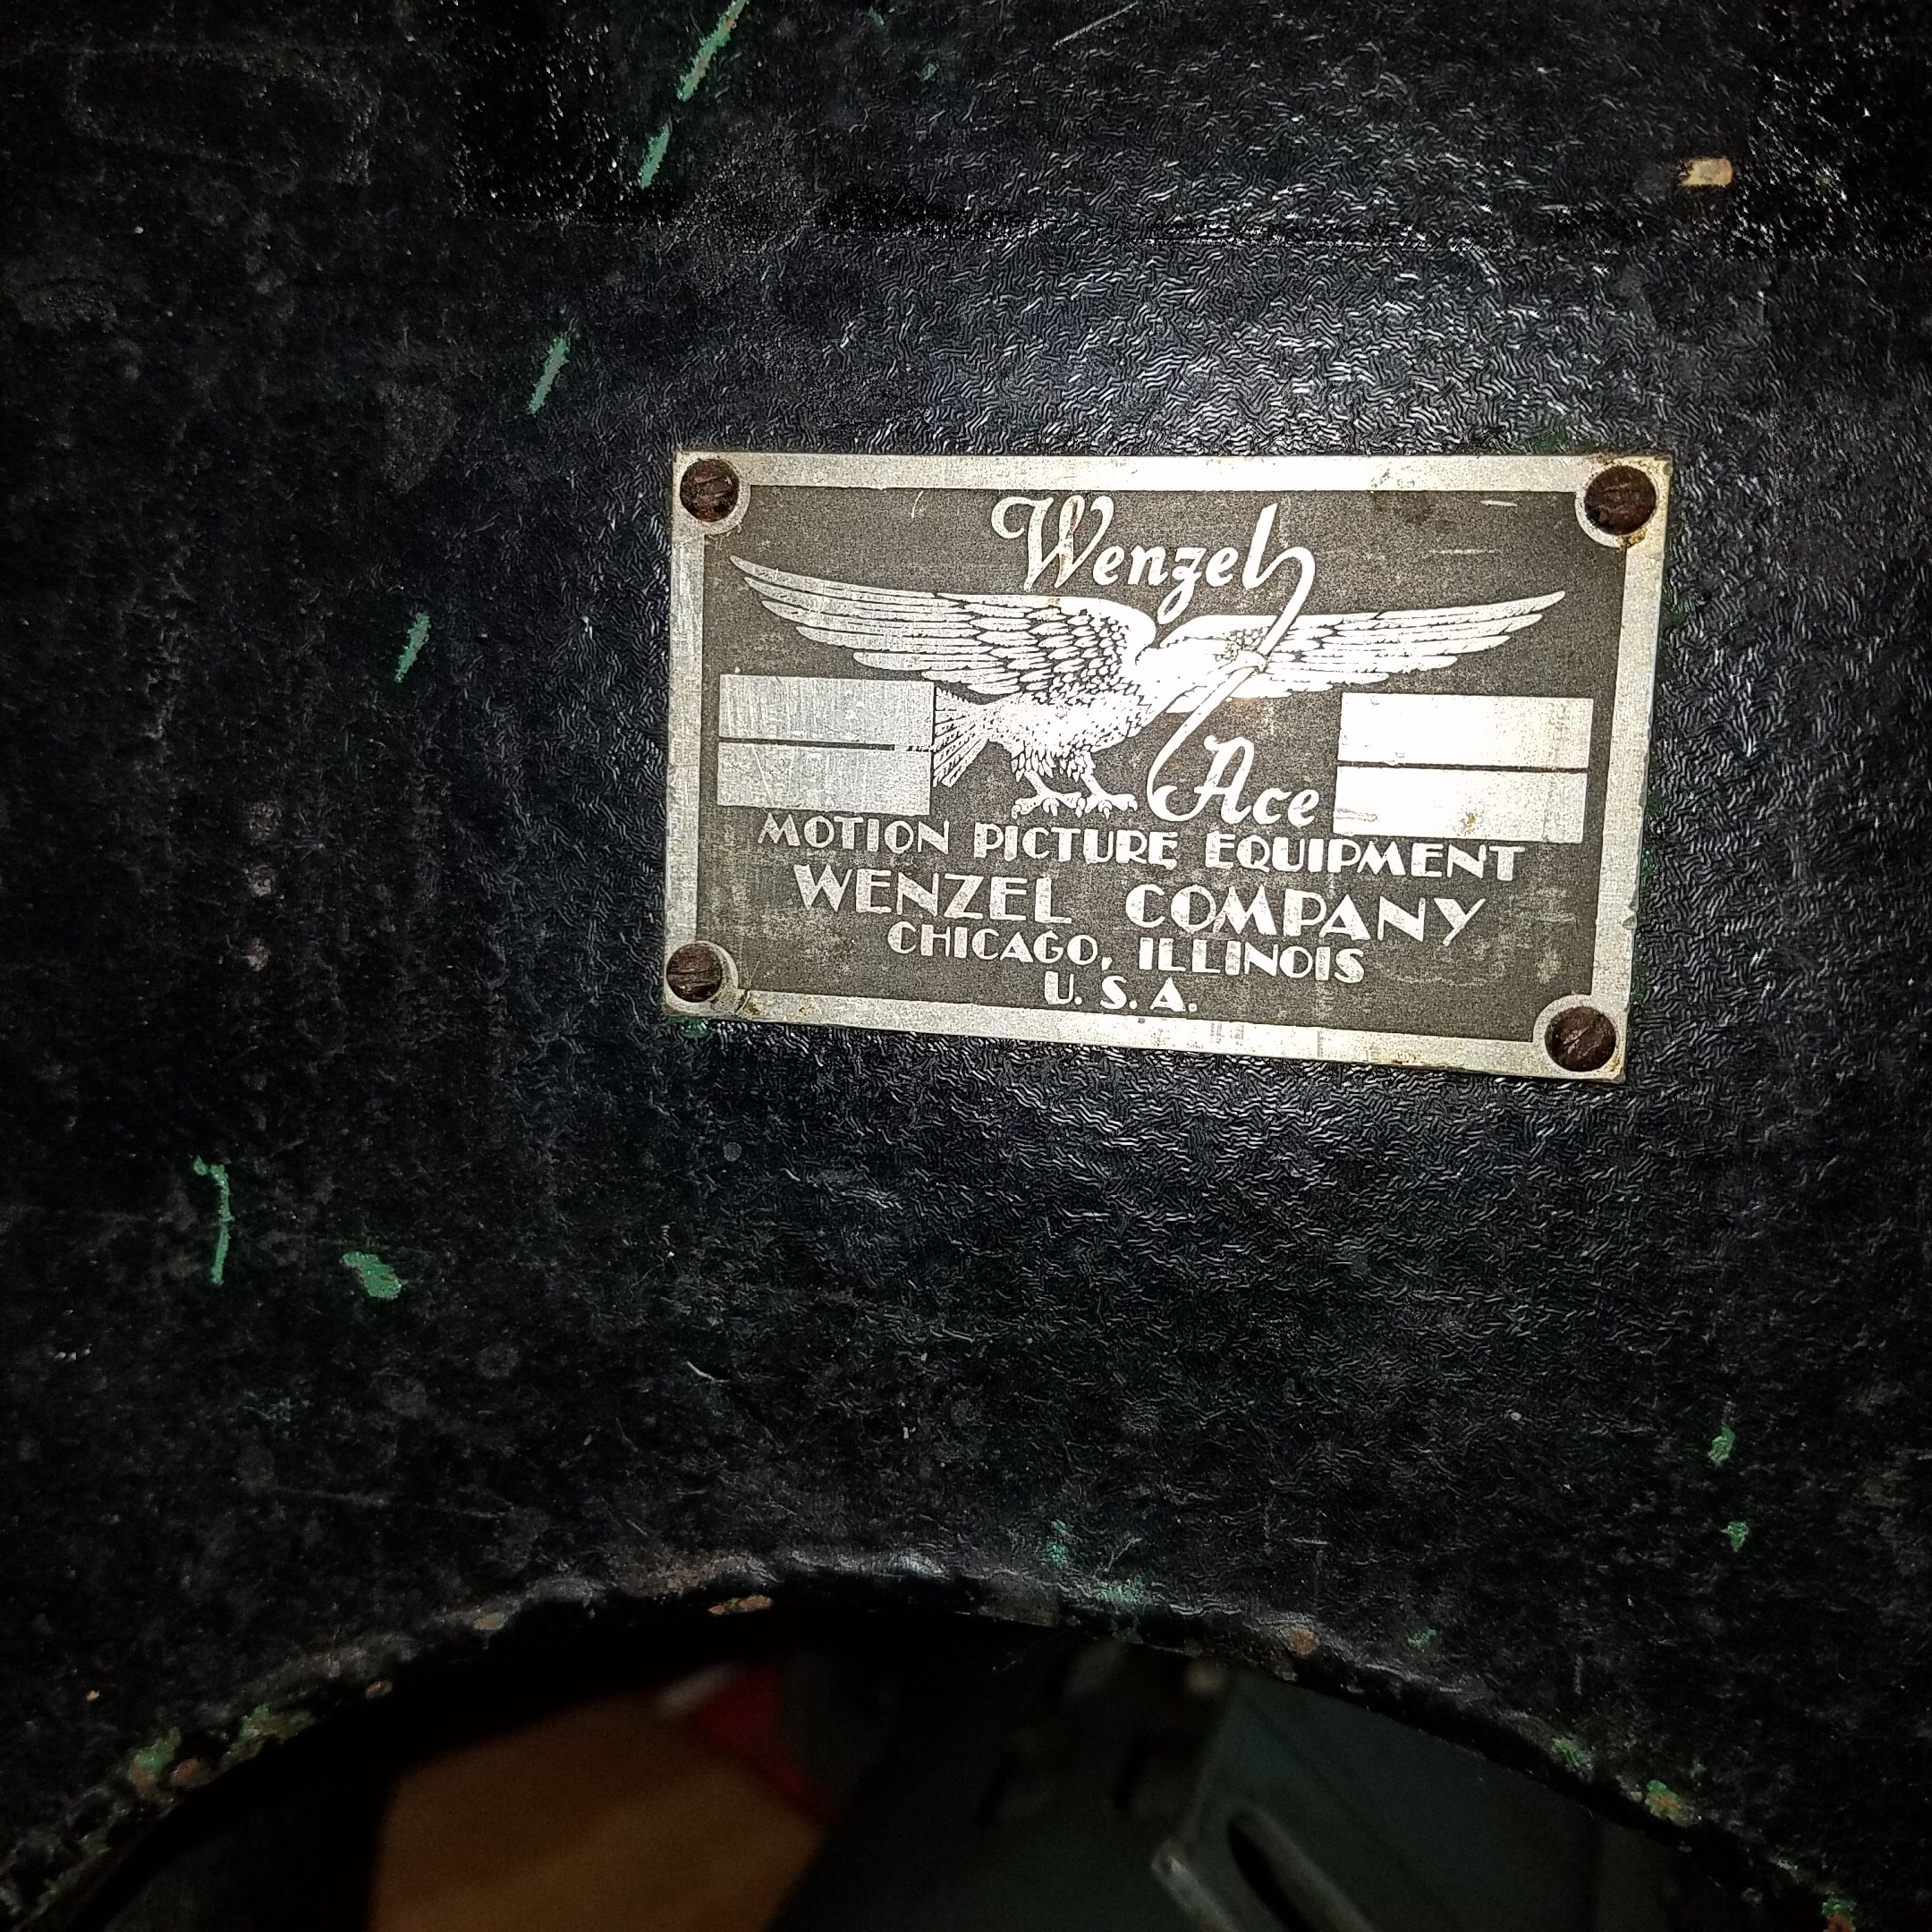 Wenzel
Ace
MOTION PICTURE EQUIPMENT
WENZEL COMPANY
CHICAGO, ILLINOIS
U. S. A.